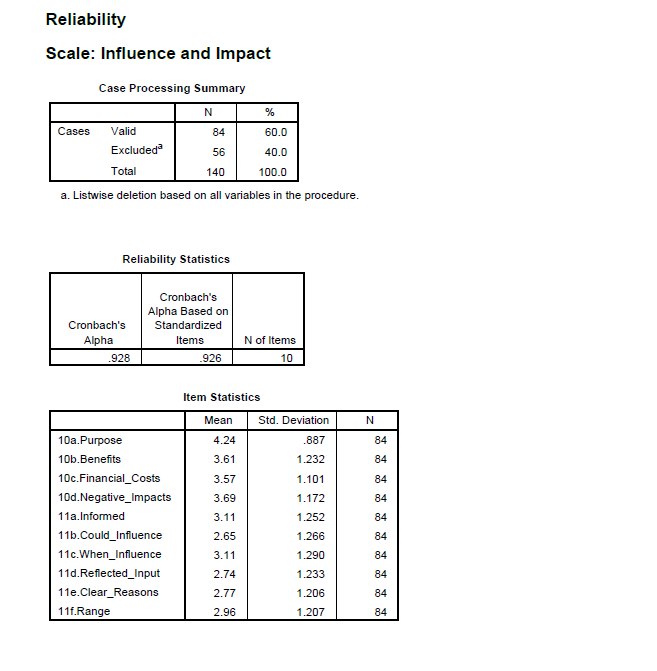 Reliability
Scale: Influence and Impact
Case Processing Summary
N %
Cases Valid 84 60.0
Excludedᵃ 56 40.0
Total 140 100.0
a. Listwise deletion based on all variables in the procedure.
Reliability Statistics
Cronbach's Alpha Cronbach's Alpha Based on Standardized Items N of Items
.928 .926 10
Item Statistics
Mean Std. Deviation N
10a.Purpose 4.24 .887 84
10b.Benefits 3.61 1.232 84
10c.Financial_Costs 3.57 1.101 84
10d.Negative_Impacts 3.69 1.172 84
11a.Informed 3.11 1.252 84
11b.Could_Influence 2.65 1.266 84
11c.When_Influence 3.11 1.290 84
11d.Reflected_Input 2.74 1.233 84
11e.Clear_Reasons 2.77 1.206 84
11f.Range 2.96 1.207 84